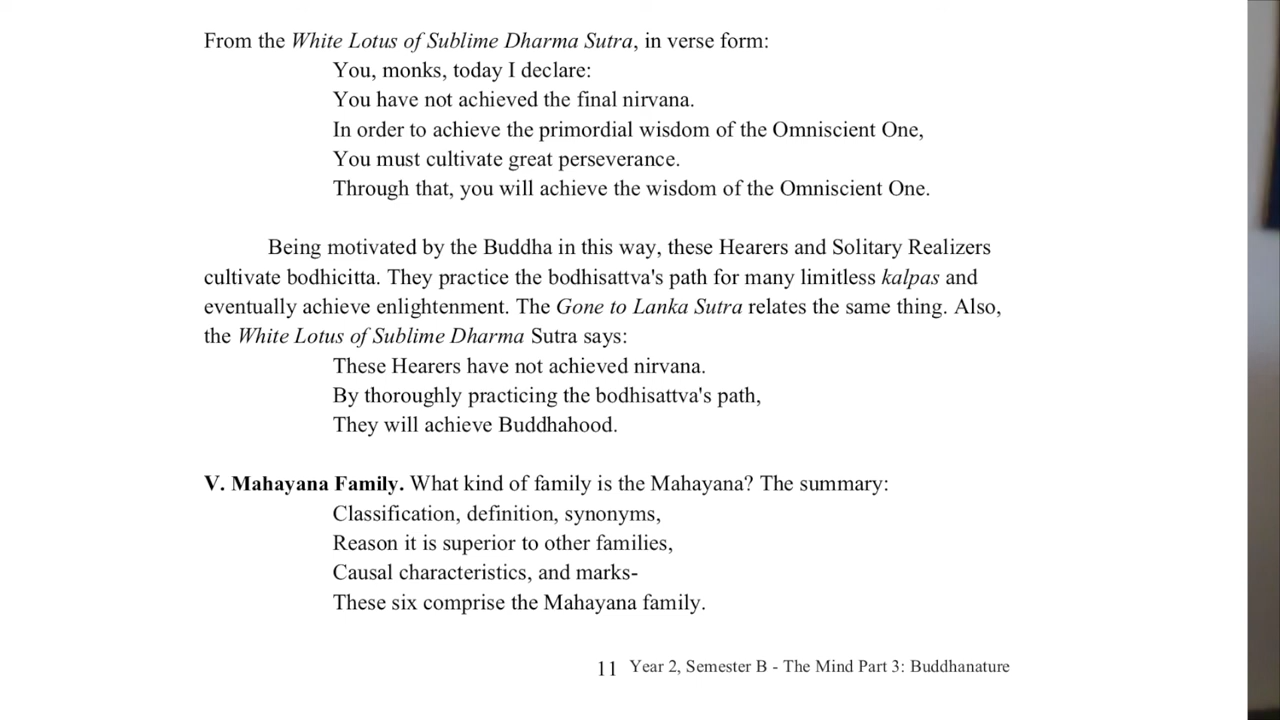 From the White Lotus of Sublime Dharma Sutra, in verse form:
You, monks, today I declare:
You have not achieved the final nirvana.
In order to achieve the primordial wisdom of the Omniscient One,
You must cultivate great perseverance.
Through that, you will achieve the wisdom of the Omniscient One.
Being motivated by the Buddha in this way, these Hearers and Solitary Realizers
cultivate bodhicitta. They practice the bodhisattva's path for many limitless kalpas and
eventually achieve enlightenment. The Gone to Lanka Sutra relates the same thing. Also,
the White Lotus of Sublime Dharma Sutra says:
These Hearers have not achieved nirvana.
By thoroughly practicing the bodhisattva's path,
They will achieve Buddhahood.
V. Mahayana Family. What kind of family is the Mahayana? The summary:
Classification, definition, synonyms,
Reason it is superior to other families,
Causal characteristics, and marks-
These six comprise the Mahayana family.
11 Year 2, Semester B - The Mind Part 3: Buddhanature